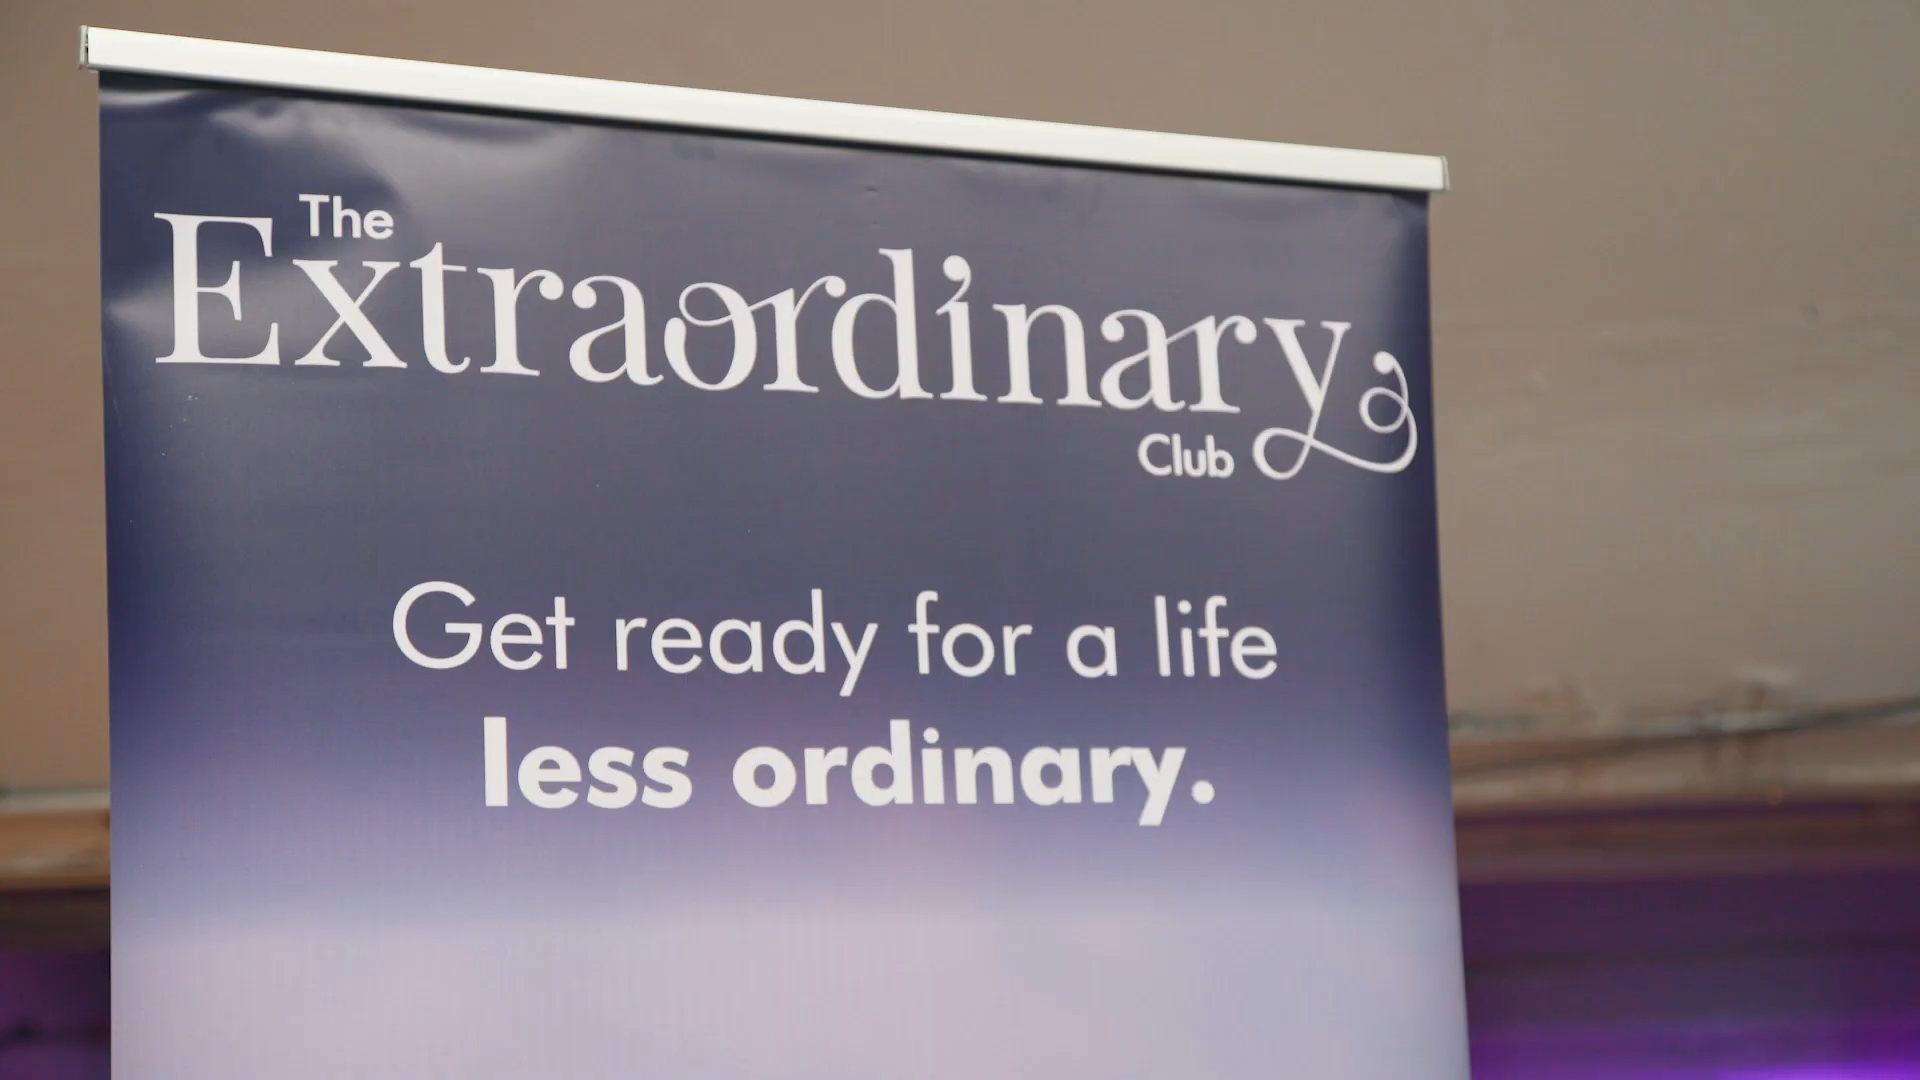 The
Extraordinary
Club
Get ready for a life
less ordinary.